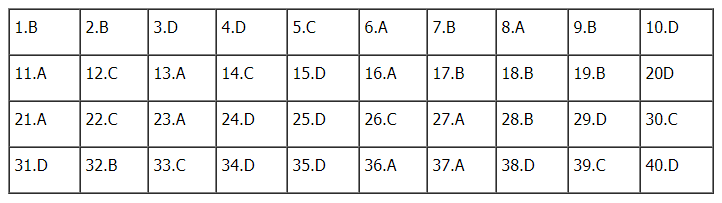 1.B 2.B 3.D 4.D 5.C 6.A 7.B 8.A 9.B 10.D
11.A 12.C 13.A 14.C 15.D 16.A 17.B 18.B 19.B 20D
21.A 22.C 23.A 24.D 25.D 26.C 27.A 28.B 29.D 30.C
31.D 32.B 33.C 34.D 35.D 36.A 37.A 38.D 39.C 40.D